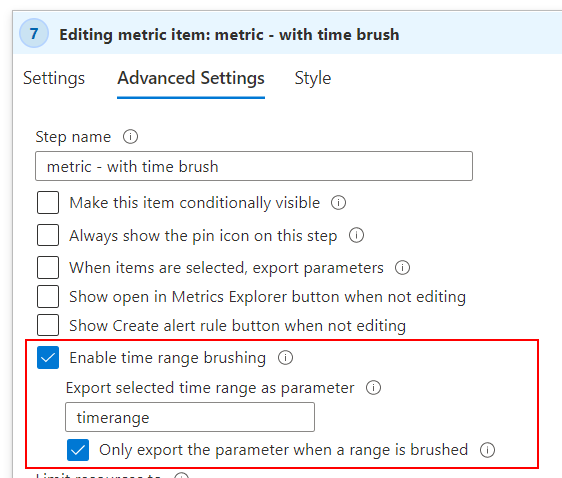 7 Editing metric item: metric - with time brush
Settings Advanced Settings Style
Step name
metric - with time brush
Make this item conditionally visible
Always show the pin icon on this step
When items are selected, export parameters
Show open in Metrics Explorer button when not editing
Show Create alert rule button when not editing
Enable time range brushing
Export selected time range as parameter
timerange
Only export the parameter when a range is brushed
Limit resources to